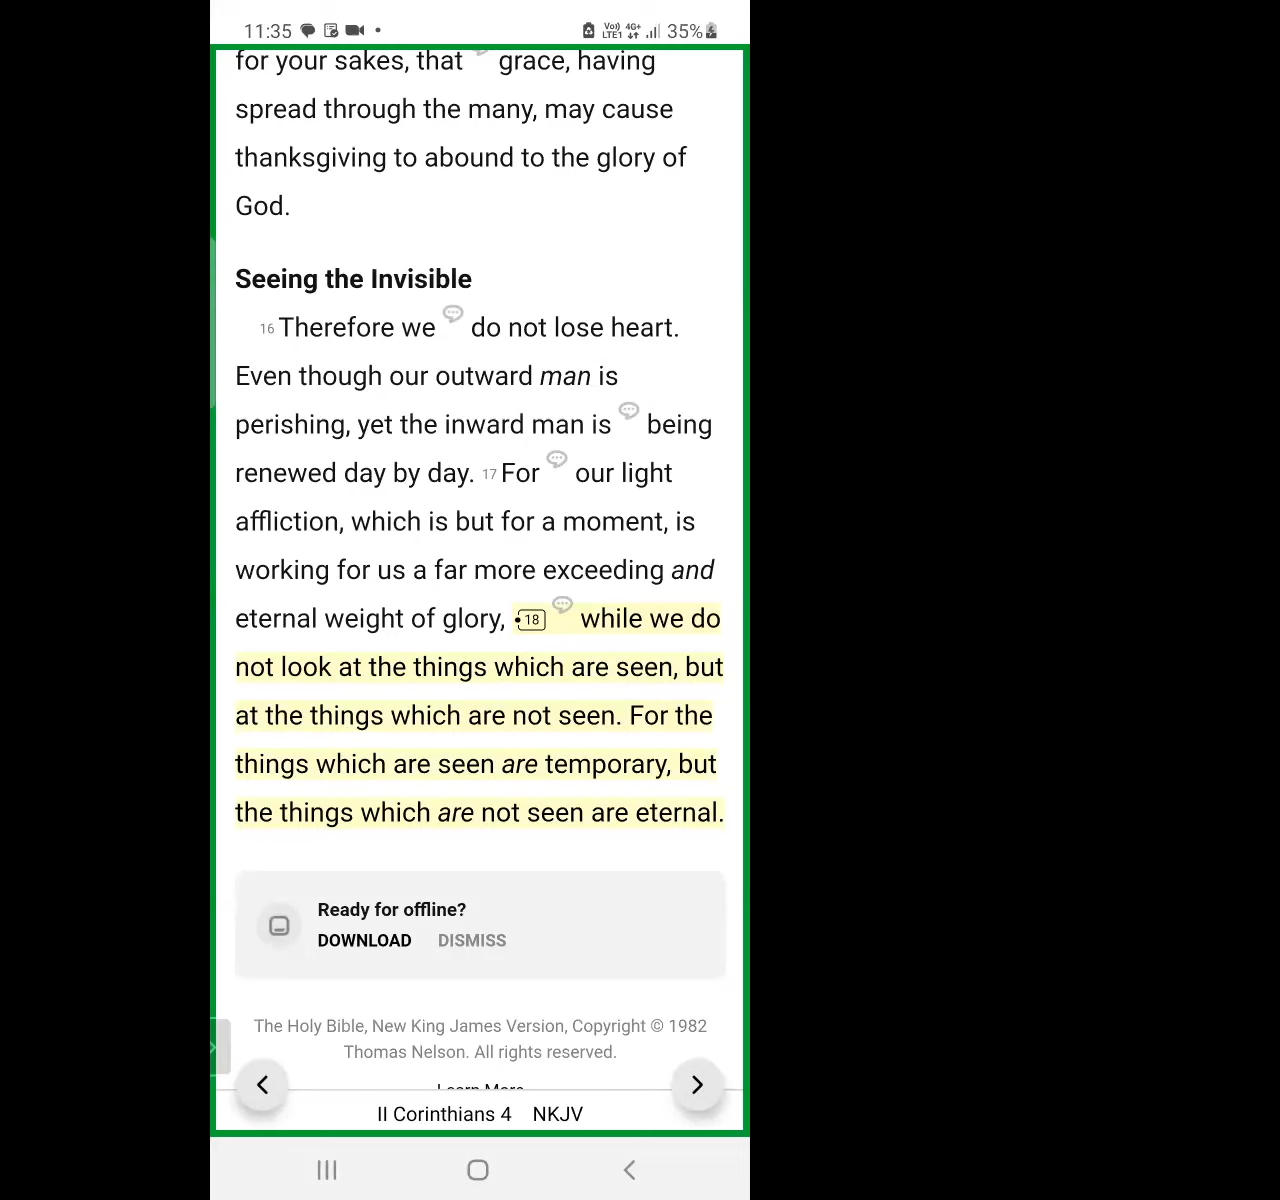 11:35 Vo)) LTE1 4G+ 35%
for your sakes, that grace, having
spread through the many, may cause
thanksgiving to abound to the glory of
God.
Seeing the Invisible
16 Therefore we do not lose heart.
Even though our outward man is
perishing, yet the inward man is being
renewed day by day. 17 For our light
affliction, which is but for a moment, is
working for us a far more exceeding and
eternal weight of glory, 18 while we do
not look at the things which are seen, but
at the things which are not seen. For the
things which are seen are temporary, but
the things which are not seen are eternal.
Ready for offline?
DOWNLOAD DISMISS
The Holy Bible, New King James Version, Copyright © 1982
Thomas Nelson. All rights reserved.
Learn More
II Corinthians 4 NKJV